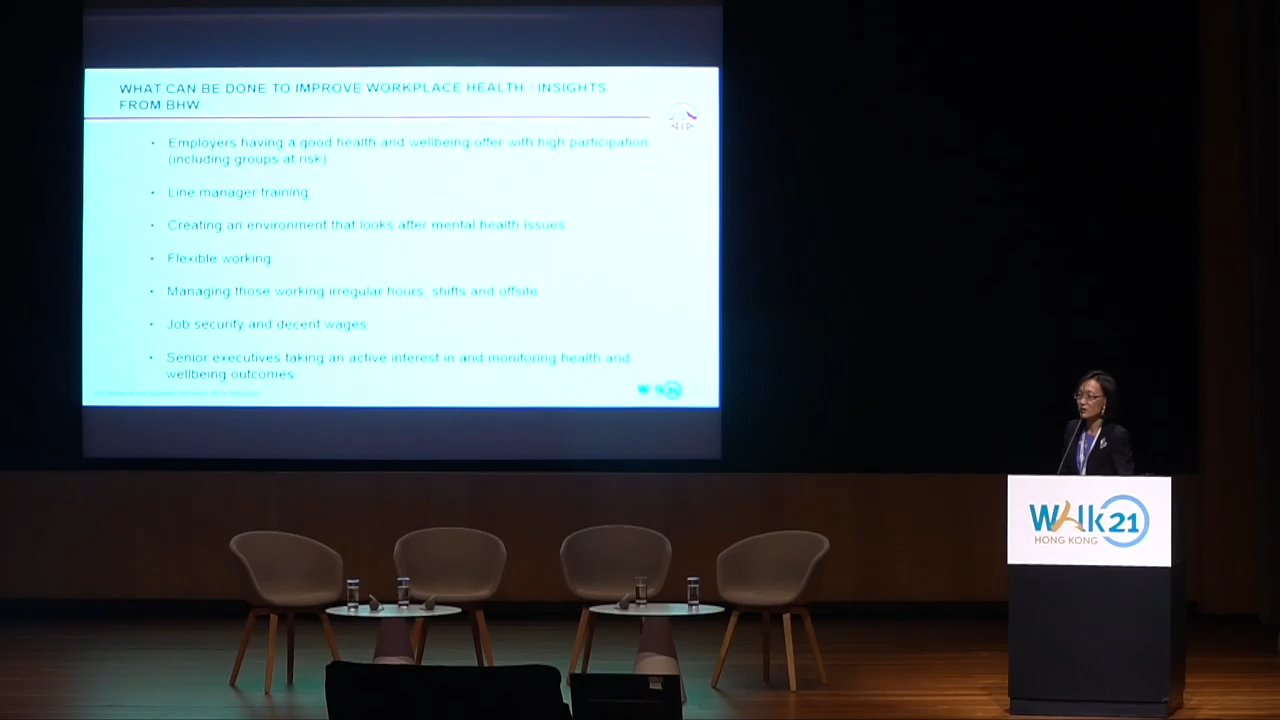 WHAT CAN BE DONE TO IMPROVE WORKPLACE HEALTH : INSIGHTS
FROM BHW
AIA
• Employers having a good health and wellbeing offer with high participation
(including groups at risk)
• Line manager training
• Creating an environment that looks after mental health issues
• Flexible working
• Managing those working irregular hours, shifts and offsite
• Job security and decent wages
• Senior executives taking an active interest in and monitoring health and
wellbeing outcomes
Walk21
Walk21
HONG KONG